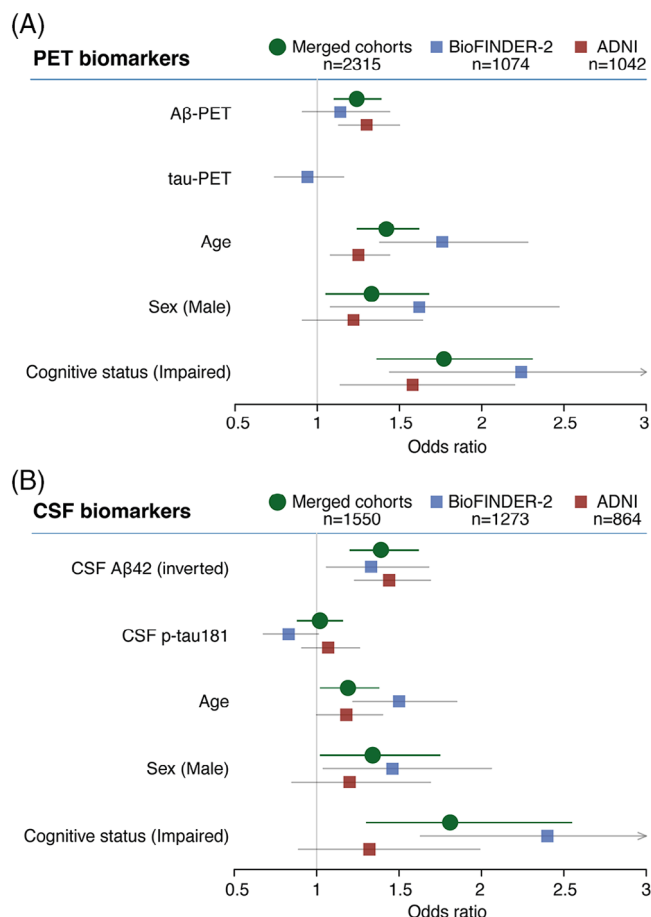 (A)
PET biomarkers
Merged cohorts n=2315
BioFINDER-2 n=1074
ADNI n=1042
Aβ-PET
tau-PET
Age
Sex (Male)
Cognitive status (Impaired)
0.5 1 1.5 2 2.5 3
Odds ratio
(B)
CSF biomarkers
Merged cohorts n=1550
BioFINDER-2 n=1273
ADNI n=864
CSF Aβ42 (inverted)
CSF p-tau181
Age
Sex (Male)
Cognitive status (Impaired)
0.5 1 1.5 2 2.5 3
Odds ratio